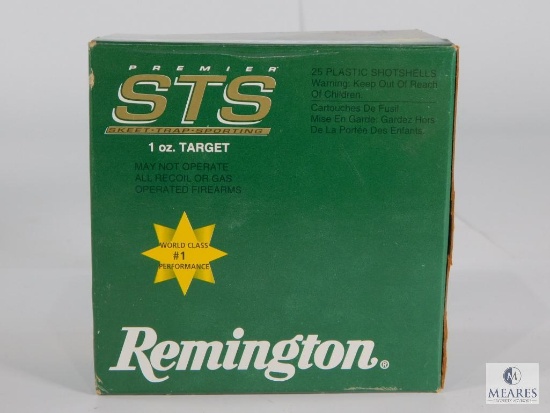 PREMIER
STS
SKEET-TRAP-SPORTING
1 oz. TARGET
MAY NOT OPERATE
ALL RECOIL OR GAS
OPERATED FIREARMS
25 PLASTIC SHOTSHELLS
Warning: Keep Out Of Reach
Of Children.
Cartouches De Fusil
Mise En Garde: Gardez Hors
De La Portée Des Enfants.
WORLD CLASS
#1
PERFORMANCE
Remington®
M
MEARES